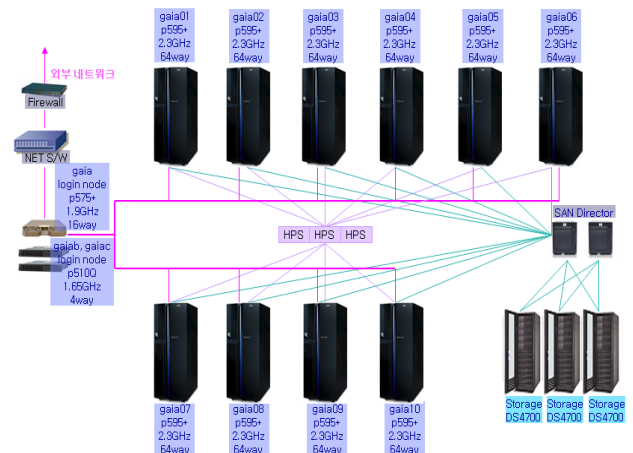 gaia01
p595+
2.3GHz
64way
gaia02
p595+
2.3GHz
64way
gaia03
p595+
2.3GHz
64way
gaia04
p595+
2.3GHz
64way
gaia05
p595+
2.3GHz
64way
gaia06
p595+
2.3GHz
64way
외부 네트워크
Firewall
NET S/W
gaia
login node
p575+
1.9GHz
16way
gaiab, gaiac
login node
p510Q
1.65GHz
4way
HPS
HPS
HPS
SAN Director
gaia07
p595+
2.3GHz
64way
gaia08
p595+
2.3GHz
64way
gaia09
p595+
2.3GHz
64way
gaia10
p595+
2.3GHz
64way
Storage
DS4700
Storage
DS4700
Storage
DS4700